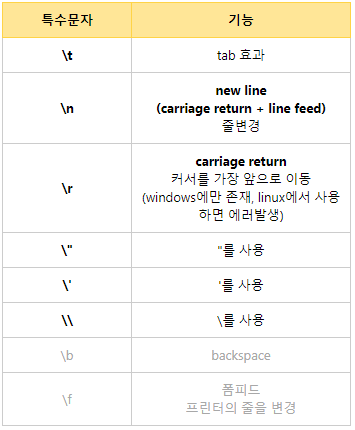 특수문자 기능
\t tab 효과
\n new line
(carriage return + line feed)
줄변경
\r carriage return
커서를 가장 앞으로 이동
(windows에만 존재, linux에서 사용
하면 에러발생)
\" "를 사용
\' '를 사용
\\ \를 사용
\b backspace
\f 폼피드
프린터의 줄을 변경